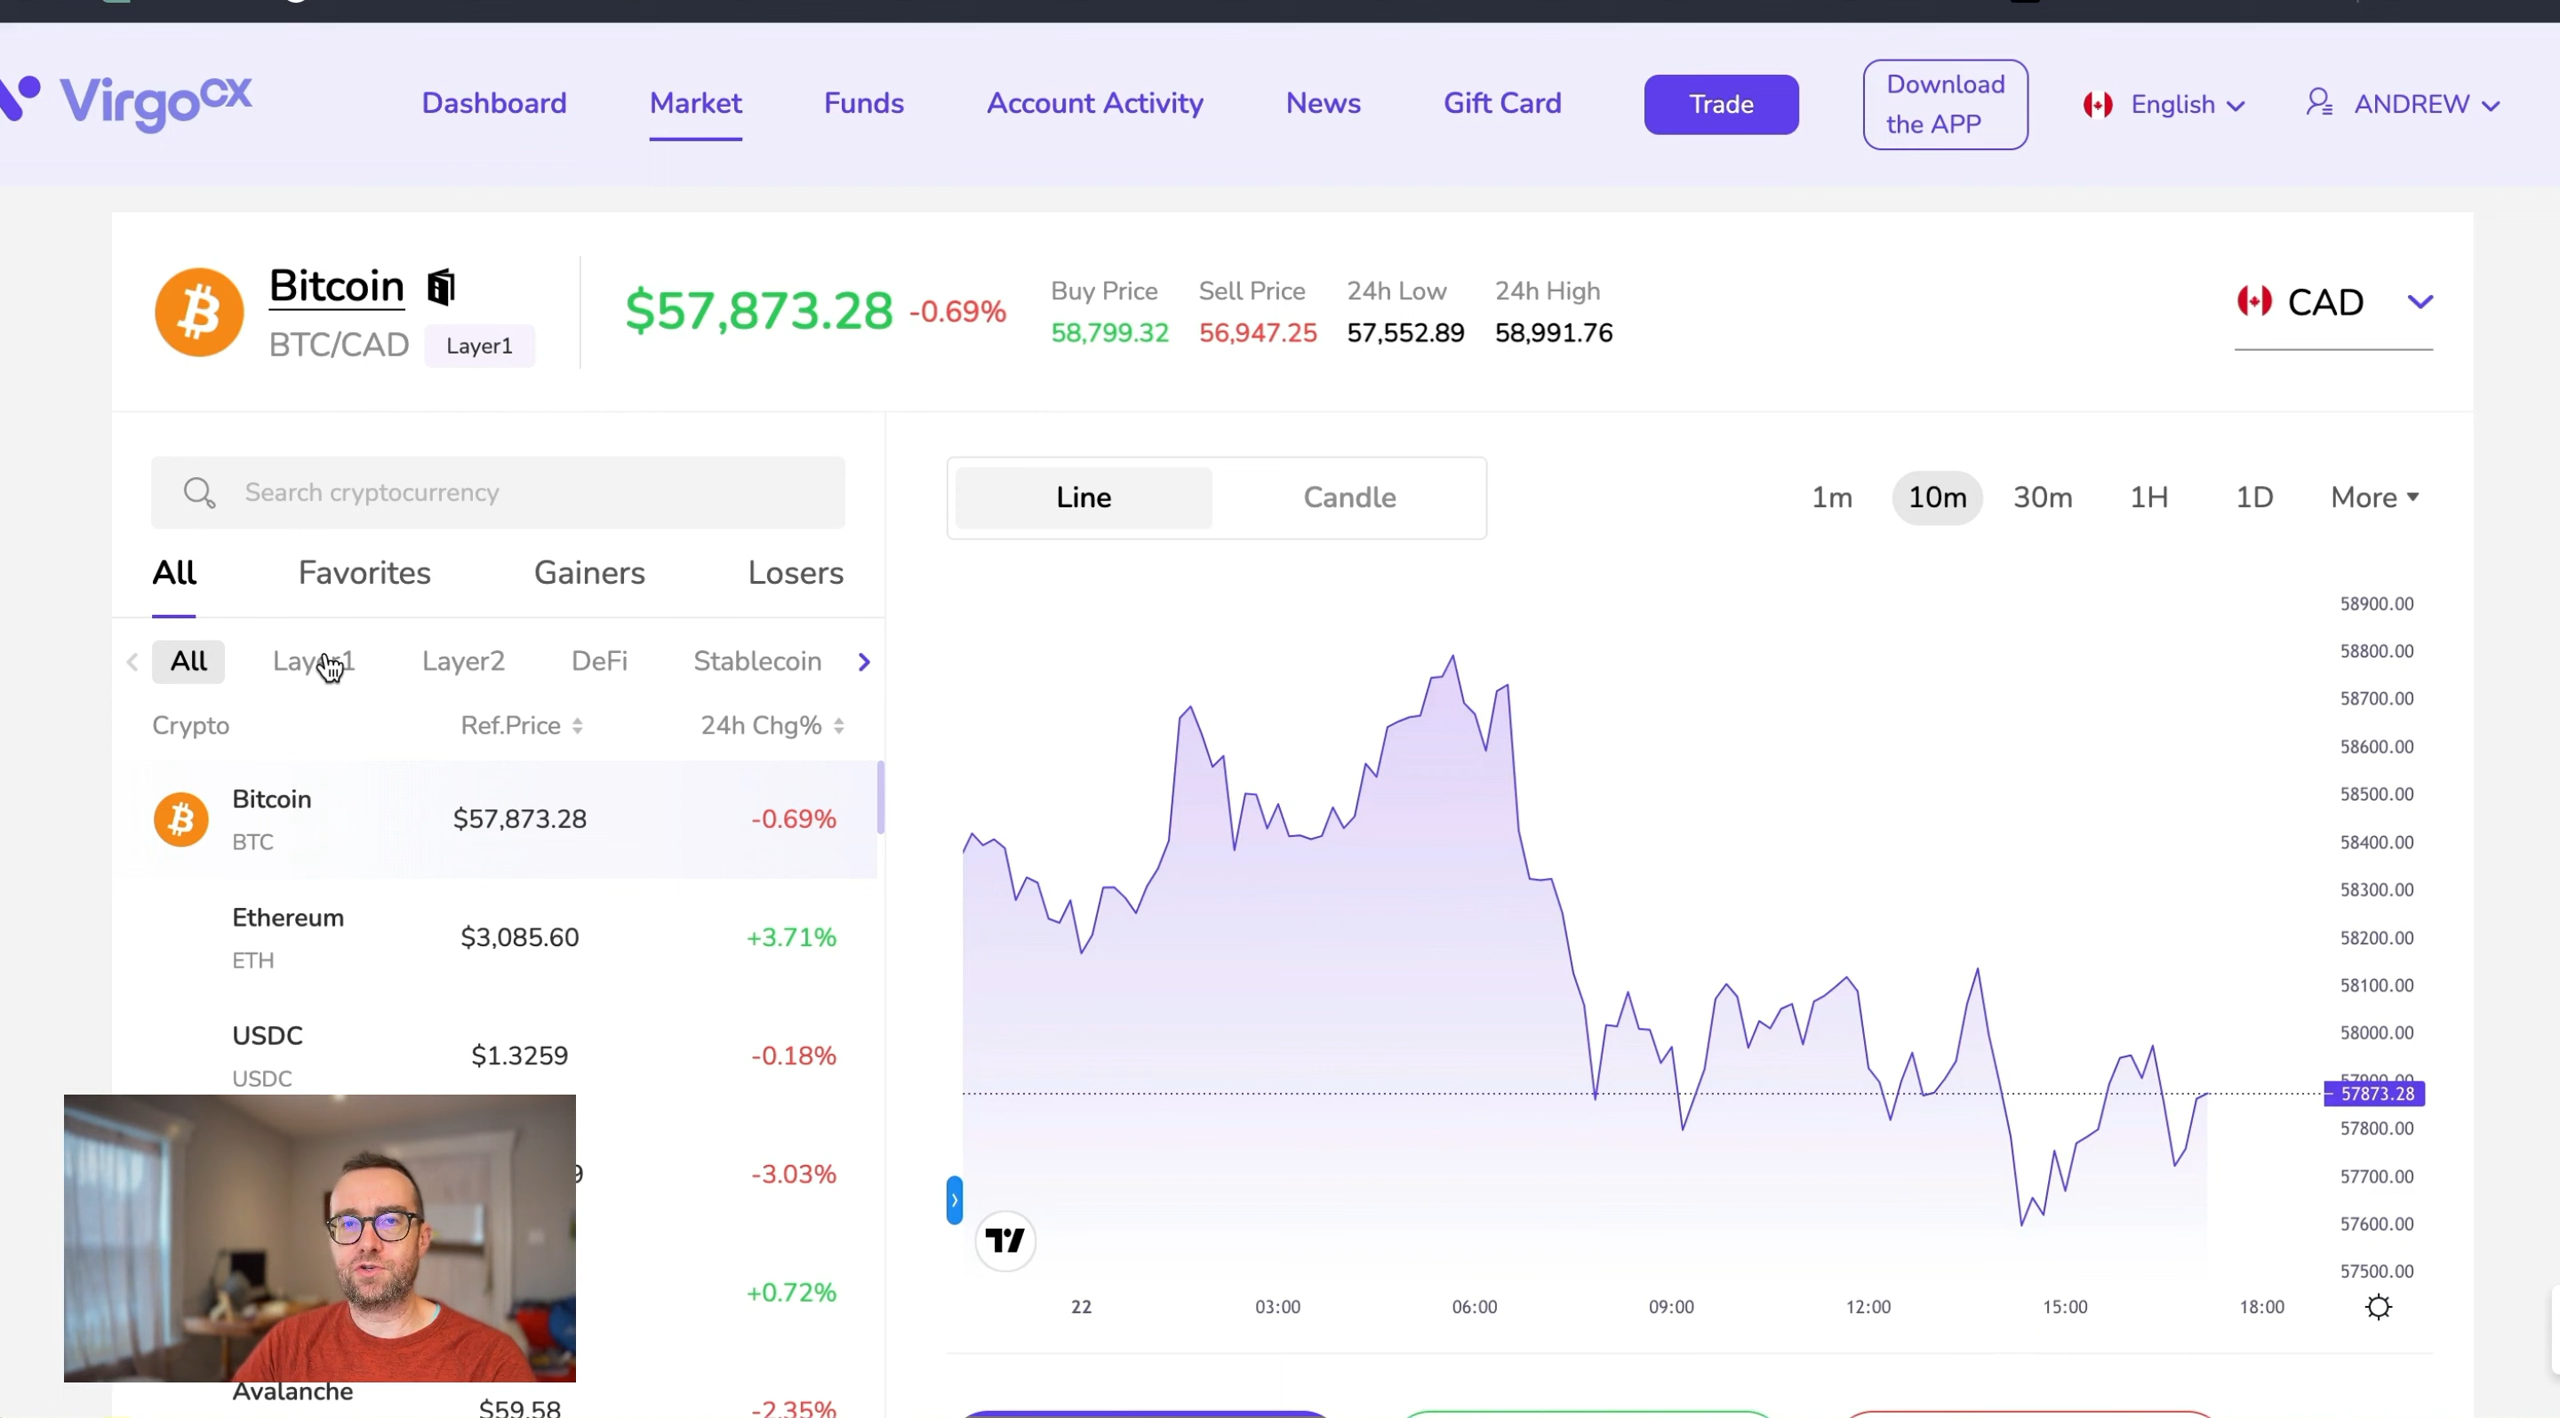 VirgoCX
Dashboard
Market
Funds
Account Activity
News
Gift Card
Trade
Download
the APP
English
ANDREW
Bitcoin
BTC/CAD
Layer1
$57,873.28 -0.69%
Buy Price
58,799.32
Sell Price
56,947.25
24h Low
57,552.89
24h High
58,991.76
CAD
Search cryptocurrency
All
Favorites
Gainers
Losers
All
Layer1
Layer2
DeFi
Stablecoin
Crypto
Ref.Price
24h Chg%
Bitcoin
BTC
$57,873.28
-0.69%
Ethereum
ETH
$3,085.60
+3.71%
USDC
USDC
$1.3259
-0.18%
9
-3.03%
+0.72%
Avalanche
$59.58
-2.35%
Line
Candle
1m
10m
30m
1H
1D
More
58900.00
58800.00
58700.00
58600.00
58500.00
58400.00
58300.00
58200.00
58100.00
58000.00
57900.00
57873.28
57800.00
57700.00
57600.00
57500.00
22
03:00
06:00
09:00
12:00
15:00
18:00